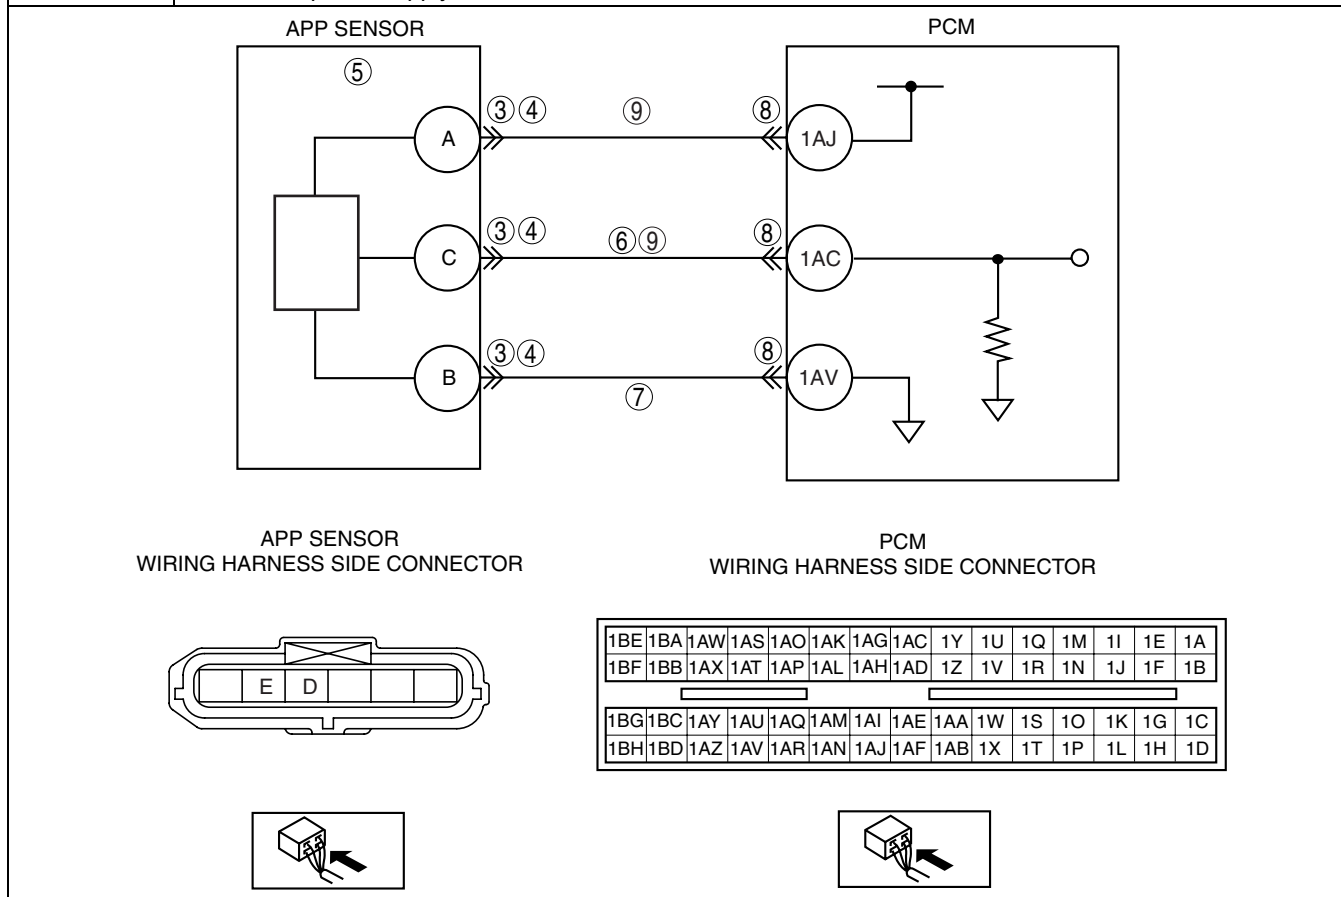 APP SENSOR
PCM
⑤
③④ ⑨ ⑧
A 1AJ
③④ ⑥⑨ ⑧
C 1AC
③④ ⑧
B 1AV
⑦
APP SENSOR
WIRING HARNESS SIDE CONNECTOR
PCM
WIRING HARNESS SIDE CONNECTOR
E D
1BE 1BA 1AW 1AS 1AO 1AK 1AG 1AC 1Y 1U 1Q 1M 1I 1E 1A
1BF 1BB 1AX 1AT 1AP 1AL 1AH 1AD 1Z 1V 1R 1N 1J 1F 1B
1BG 1BC 1AY 1AU 1AQ 1AM 1AI 1AE 1AA 1W 1S 1O 1K 1G 1C
1BH 1BD 1AZ 1AV 1AR 1AN 1AJ 1AF 1AB 1X 1T 1P 1L 1H 1D